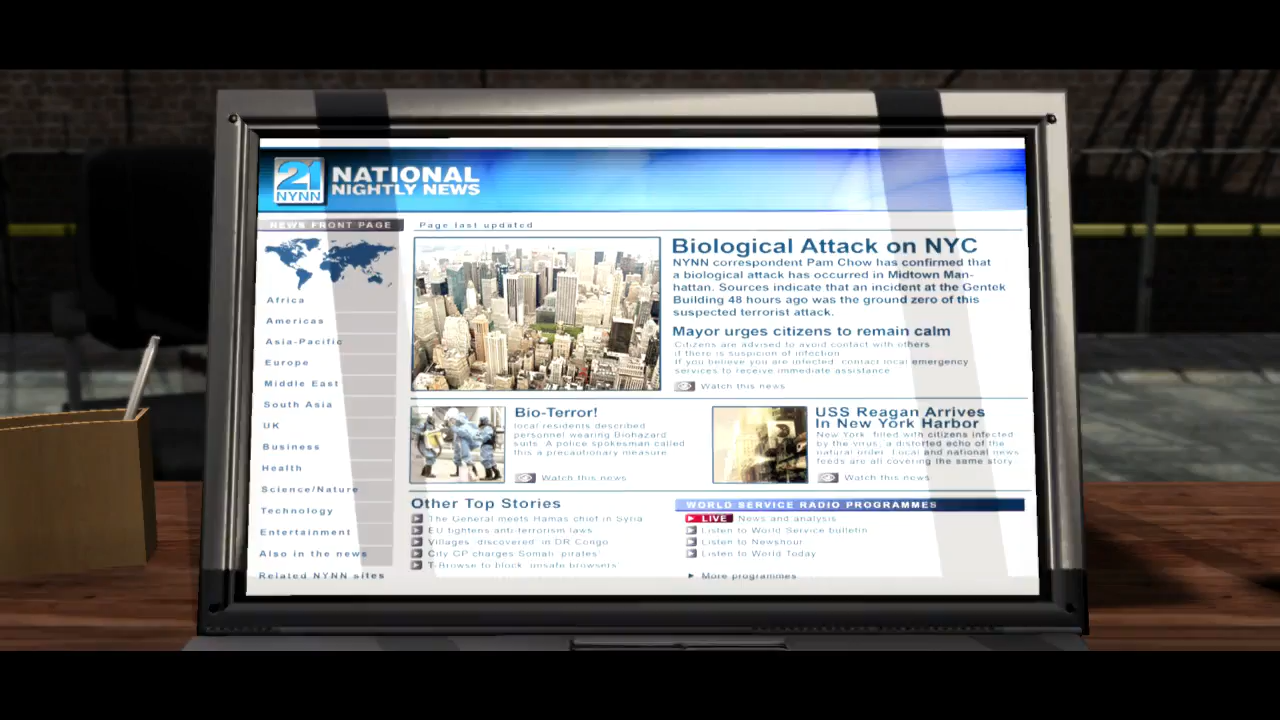 21
NYNN
NATIONAL
NIGHTLY NEWS
NEWS FRONT PAGE
Page last updated
Africa
Americas
Asia-Pacific
Europe
Middle East
South Asia
UK
Business
Health
Science/Nature
Technology
Entertainment
Also in the news
Related NYNN sites
Biological Attack on NYC
NYNN correspondent Pam Chow has confirmed that
a biological attack has occurred in Midtown Man-
hattan. Sources indicate that an incident at the Gentek
Building 48 hours ago was the ground zero of this
suspected terrorist attack.
Mayor urges citizens to remain calm
Citizens are advised to avoid contact with others
if there is suspicion of infection
If you believe you are infected, contact local emergency
services to receive immediate assistance
Watch this news
Bio-Terror!
local residents described
personnel wearing Biohazard
suits. A police spokesman called
this a precautionary measure
Watch this news
USS Reagan Arrives
In New York Harbor
New York, filled with citizens infected
by the virus, a distorted echo of the
natural order. Local and national news
feeds are all covering the same story
Watch this news
Other Top Stories
The General meets Hamas chief in Syria
EU tightens anti-terrorism laws
Villages 'discovered' in DR Congo
City GP charges Somali 'pirates'
T-Browse to block 'unsafe browsers'
WORLD SERVICE RADIO PROGRAMMES
LIVE News and analysis
Listen to World Service bulletin
Listen to Newshour
Listen to World Today
More programmes